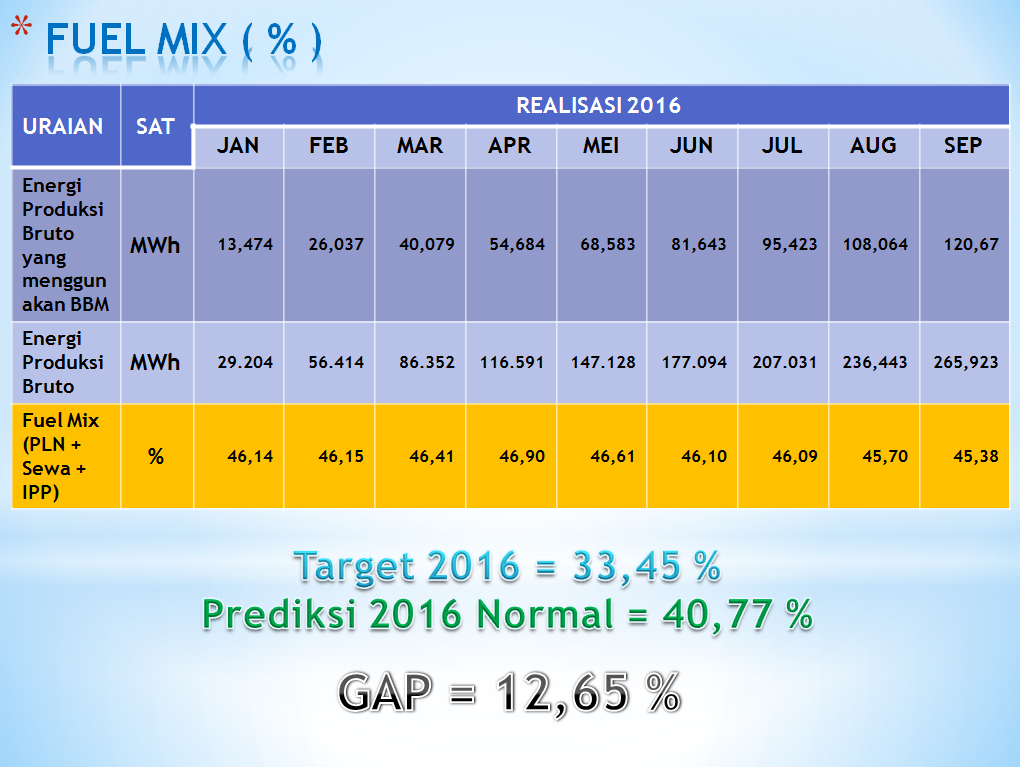 * FUEL MIX ( % )
URAIAN SAT REALISASI 2016
JAN FEB MAR APR MEI JUN JUL AUG SEP
Energi
Produksi
Bruto
yang
menggun
akan BBM
MWh 13,474 26,037 40,079 54,684 68,583 81,643 95,423 108,064 120,67
Energi
Produksi
Bruto
MWh 29.204 56.414 86.352 116.591 147.128 177.094 207.031 236,443 265,923
Fuel Mix
(PLN +
Sewa +
IPP)
% 46,14 46,15 46,41 46,90 46,61 46,10 46,09 45,70 45,38
Target 2016 = 33,45 %
Prediksi 2016 Normal = 40,77 %
GAP = 12,65 %